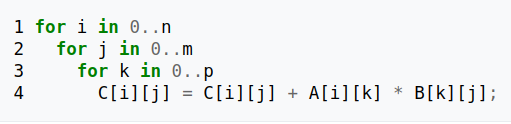 1 for i in 0..n
2   for j in 0..m
3     for k in 0..p
4       C[i][j] = C[i][j] + A[i][k] * B[k][j];